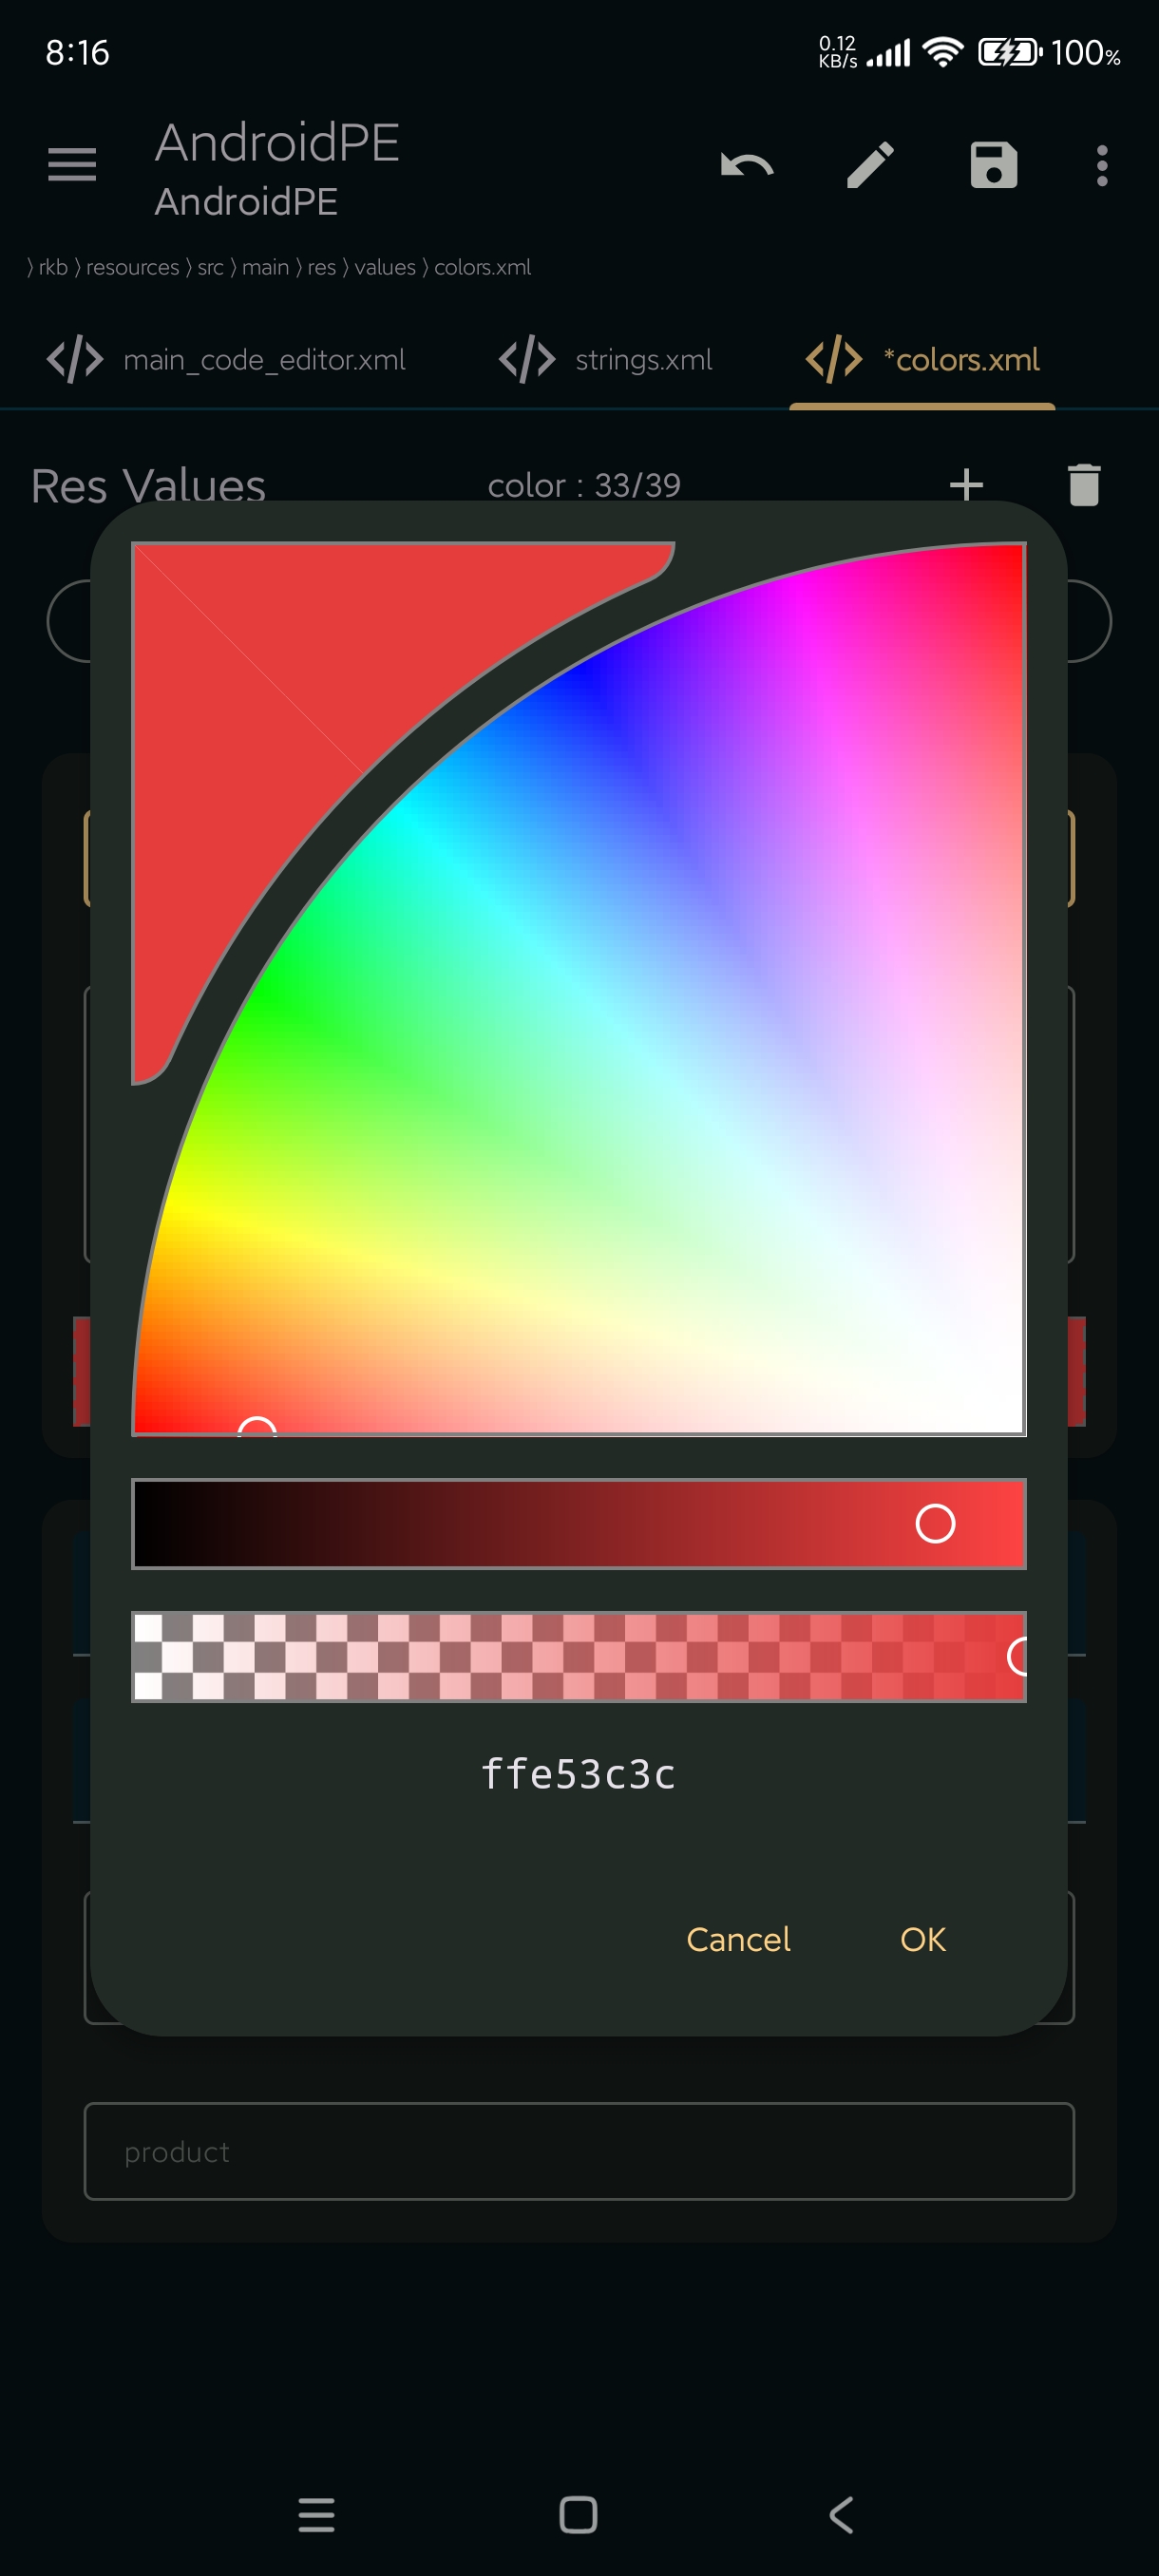 8:16
0.12 KB/s 100%
AndroidPE
AndroidPE
⟩ rkb ⟩ resources ⟩ src ⟩ main ⟩ res ⟩ values ⟩ colors.xml
main_code_editor.xml strings.xml *colors.xml
Res Values color : 33/39
ffe53c3c
Cancel OK
product